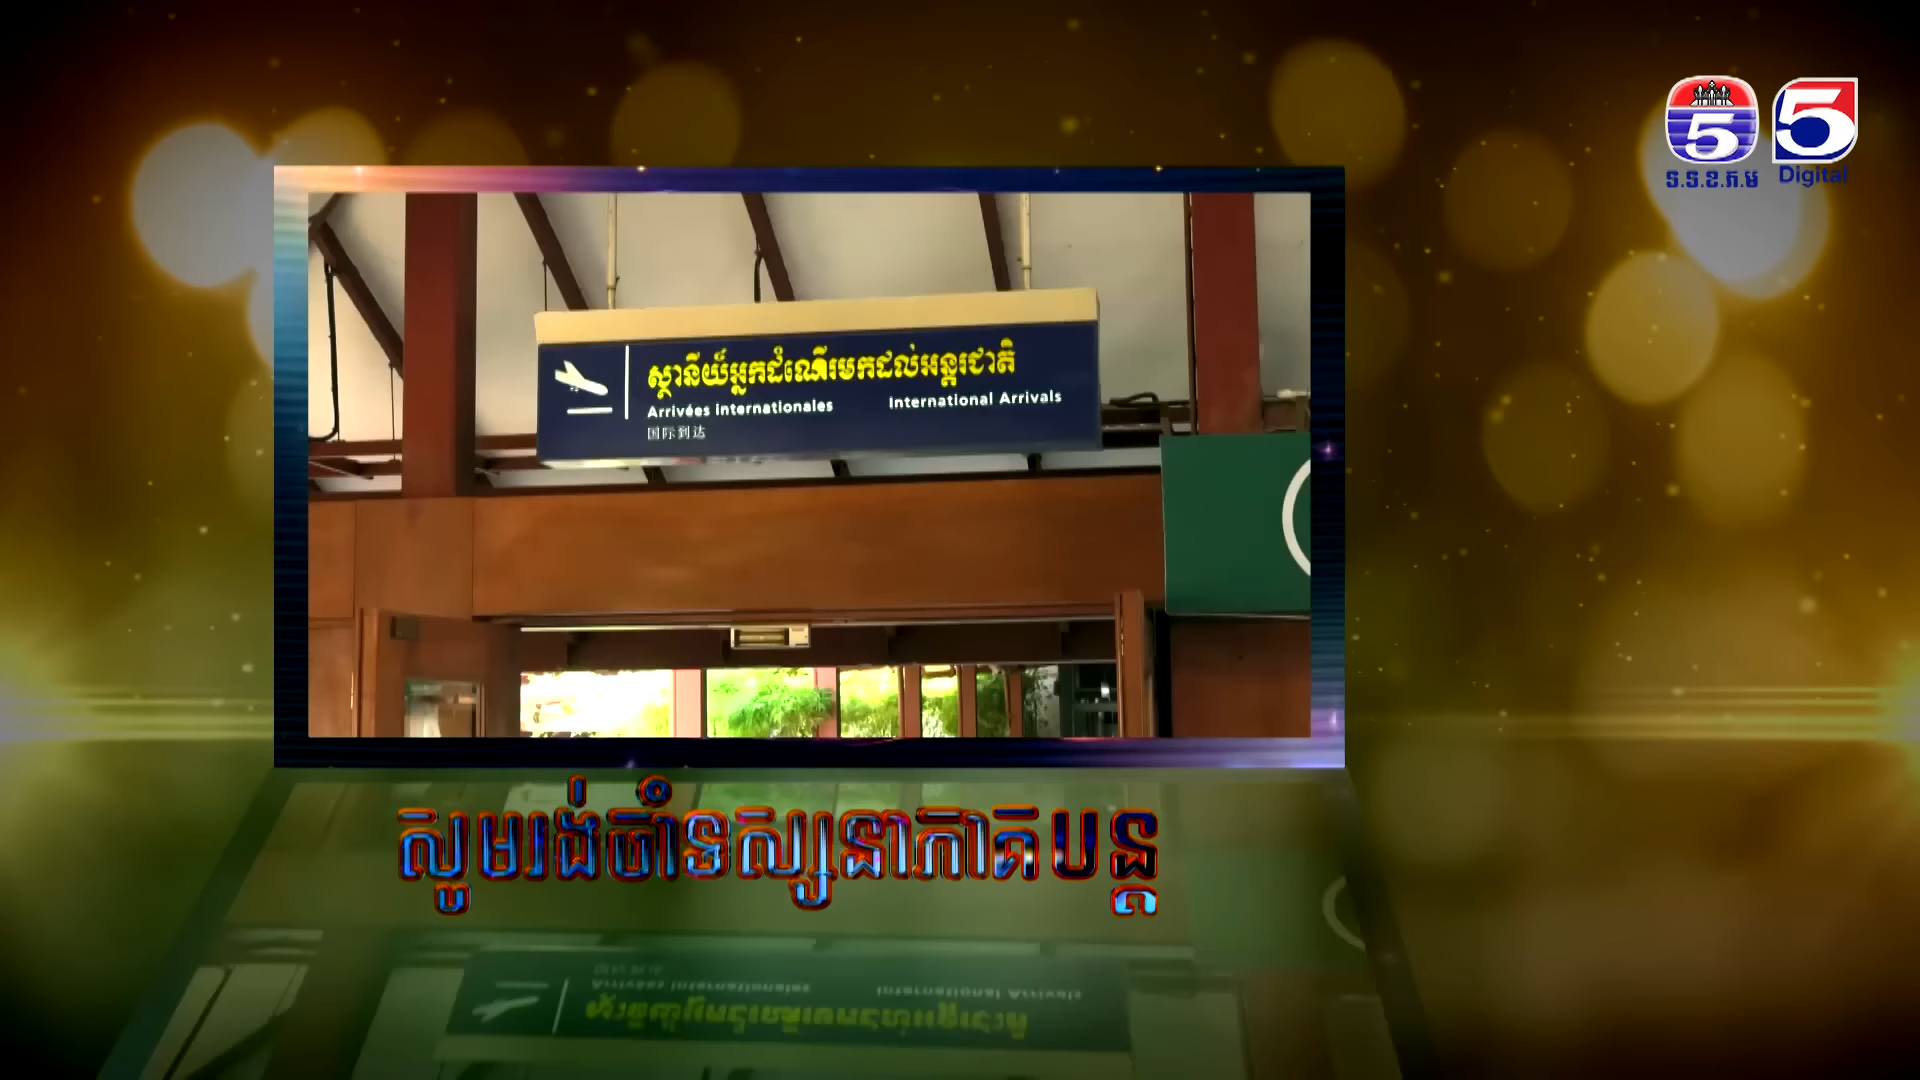 5 5
ទ.ទ.ខ.ភ.ម Digital
ស្ថានីយ៍អ្នកដំណើរមកដល់អន្តរជាតិ
Arrivées internationales International Arrivals
国际到达
សូមរង់ចាំទស្សនាភាគបន្ត